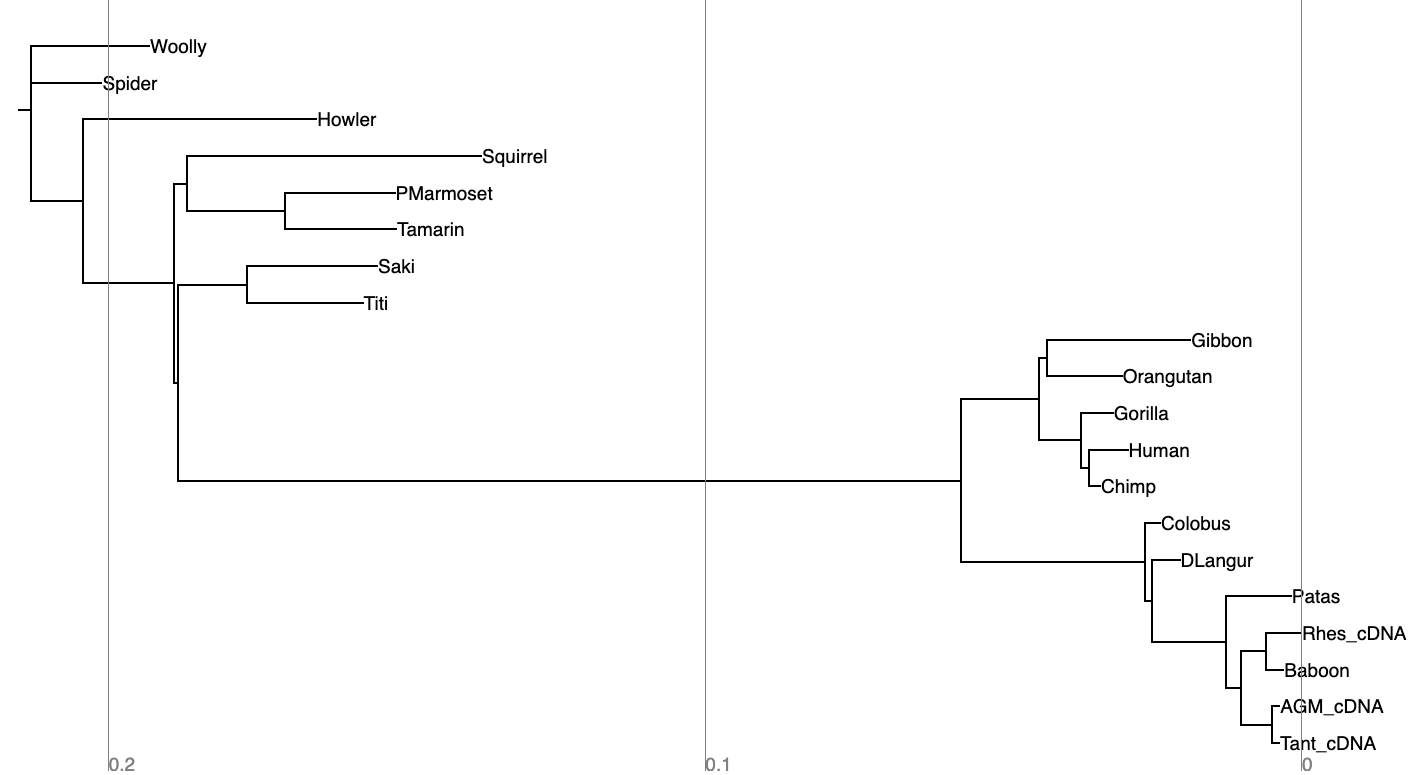 Woolly
Spider
Howler
Squirrel
PMarmoset
Tamarin
Saki
Titi
Gibbon
Orangutan
Gorilla
Human
Chimp
Colobus
DLangur
Patas
Rhes_cDNA
Baboon
AGM_cDNA
Tant_cDNA
0.2 0.1 0